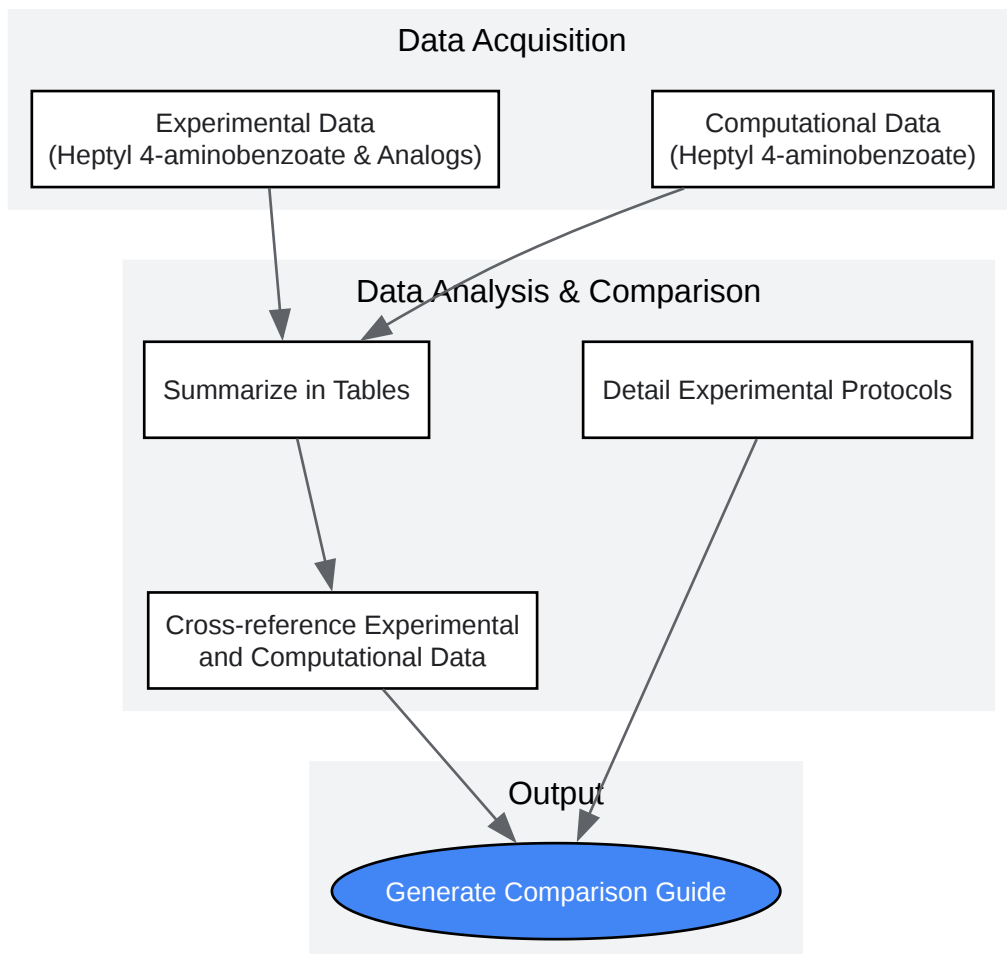 Data Acquisition
Experimental Data
(Heptyl 4-aminobenzoate & Analogs)
Computational Data
(Heptyl 4-aminobenzoate)
Data Analysis & Comparison
Summarize in Tables
Detail Experimental Protocols
Cross-reference Experimental
and Computational Data
Output
Generate Comparison Guide